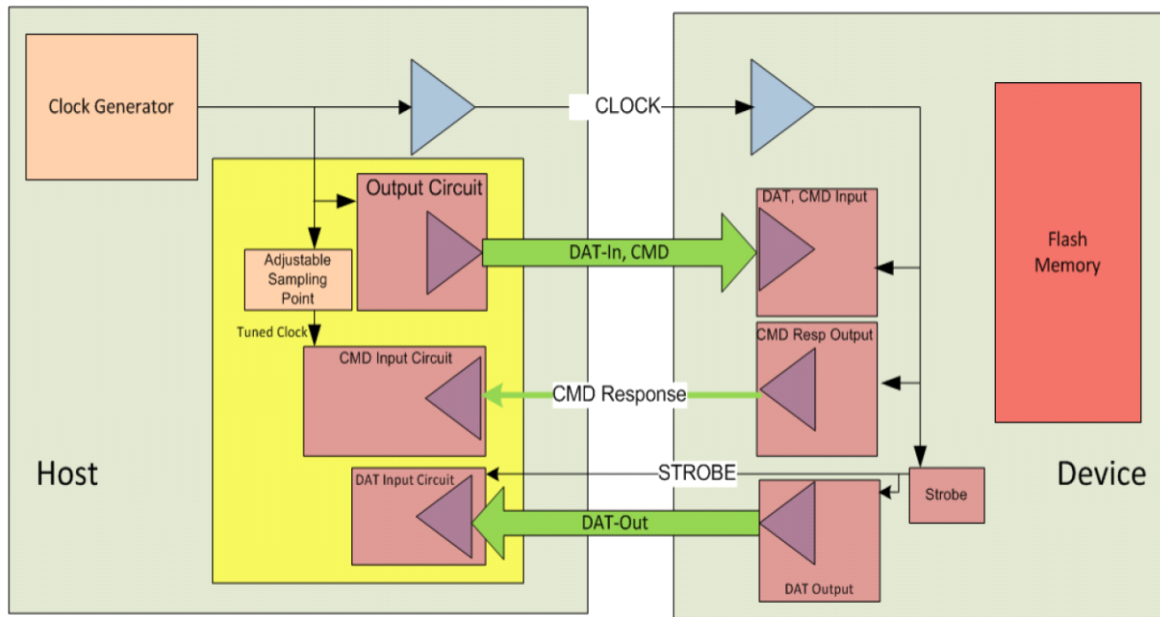 Clock Generator
CLOCK
Output Circuit
DAT, CMD Input
DAT-In, CMD
Adjustable
Sampling
Point
Tuned Clock
Flash
Memory
CMD Input Circuit
CMD Response
CMD Resp Output
Host
DAT Input Circuit
STROBE
Strobe
Device
DAT-Out
DAT Output